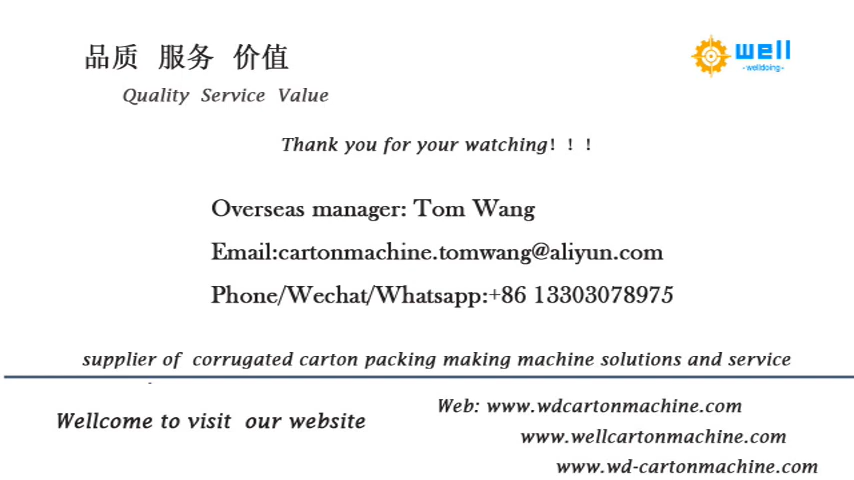 品质 服务 价值
well
-welldoing-
Quality Service Value
Thank you for your watching！！！
Overseas manager: Tom Wang
Email:cartonmachine.tomwang@aliyun.com
Phone/Wechat/Whatsapp:+86 13303078975
supplier of corrugated carton packing making machine solutions and service
Wellcome to visit our website
Web: www.wdcartonmachine.com
www.wellcartonmachine.com
www.wd-cartonmachine.com